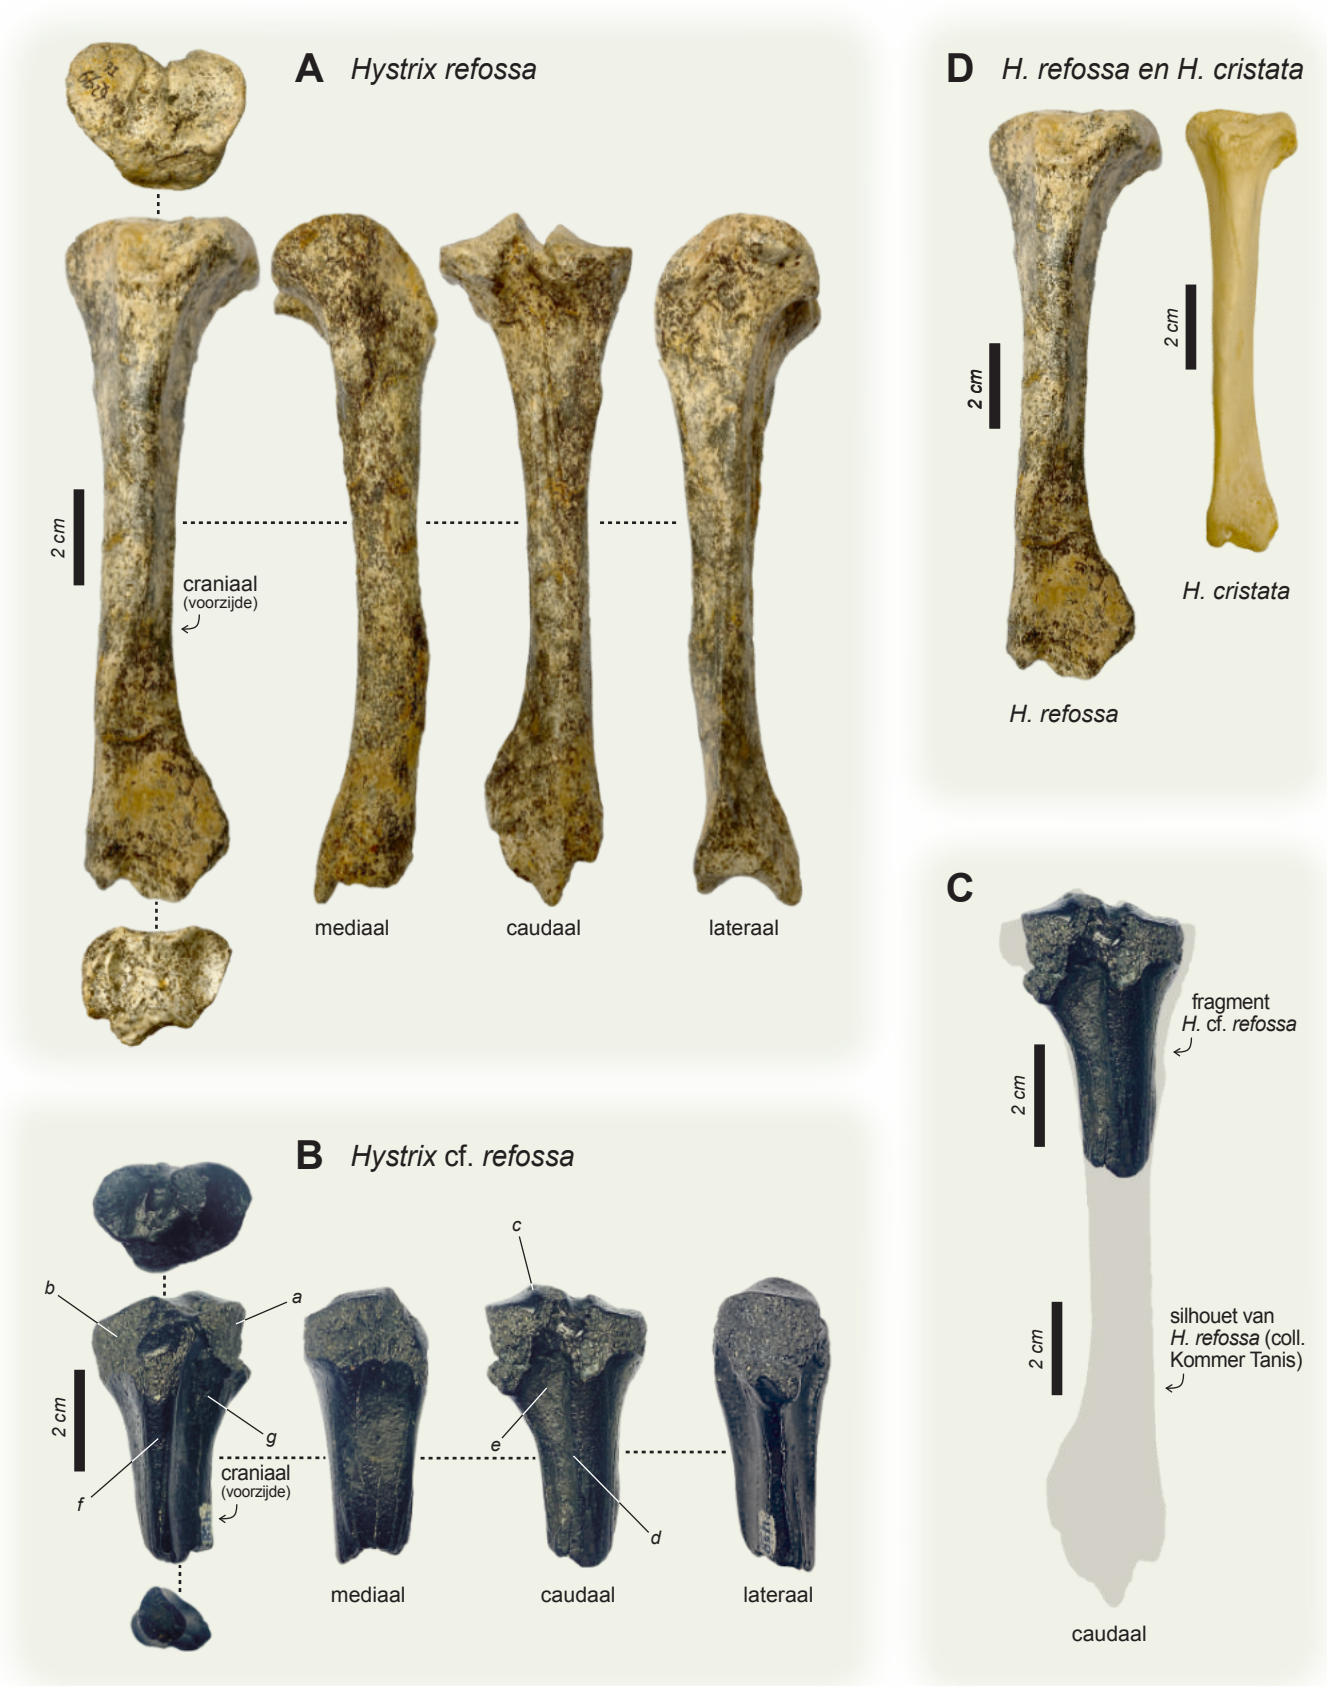 A Hystrix refossa
2 cm
craniaal
(voorzijde)
mediaal
caudaal
lateraal
B Hystrix cf. refossa
c
b
a
2 cm
g
e
craniaal
(voorzijde)
f
d
mediaal
caudaal
lateraal
D H. refossa en H. cristata
2 cm
2 cm
H. cristata
H. refossa
C
fragment
H. cf. refossa
2 cm
2 cm
silhouet van
H. refossa (coll.
Kommer Tanis)
caudaal